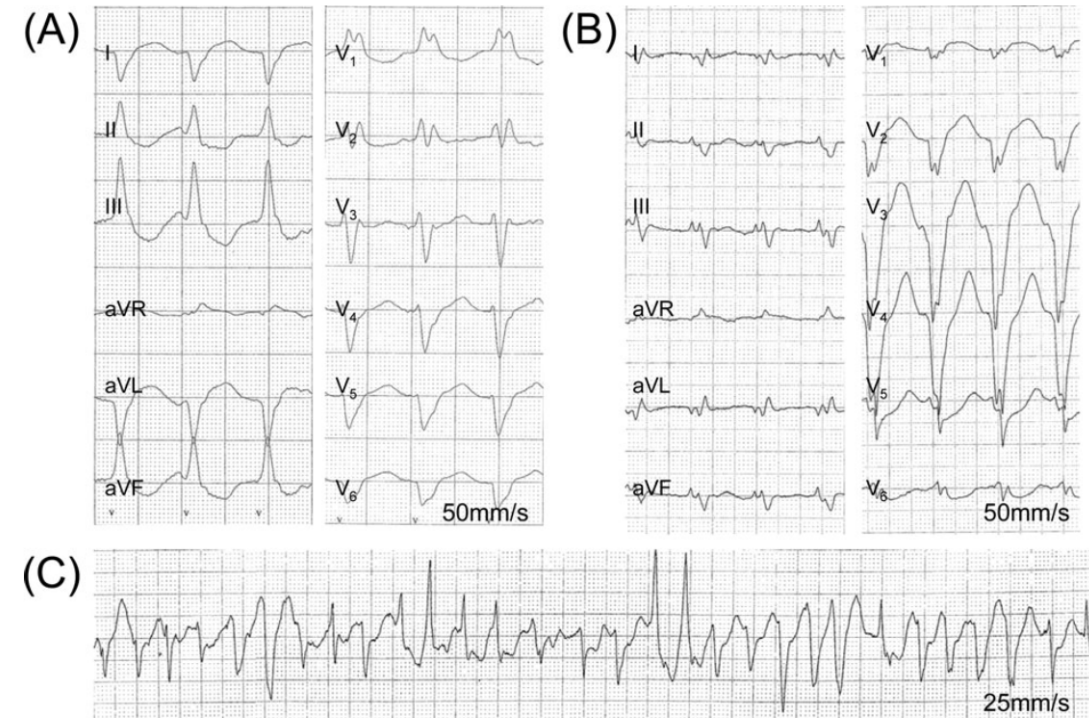 (A)
I
II
III
aVR
aVL
aVF
V1
V2
V3
V4
V5
V6
50mm/s
(B)
I
II
III
aVR
aVL
aVF
V1
V2
V3
V4
V5
V6
50mm/s
(C)
25mm/s